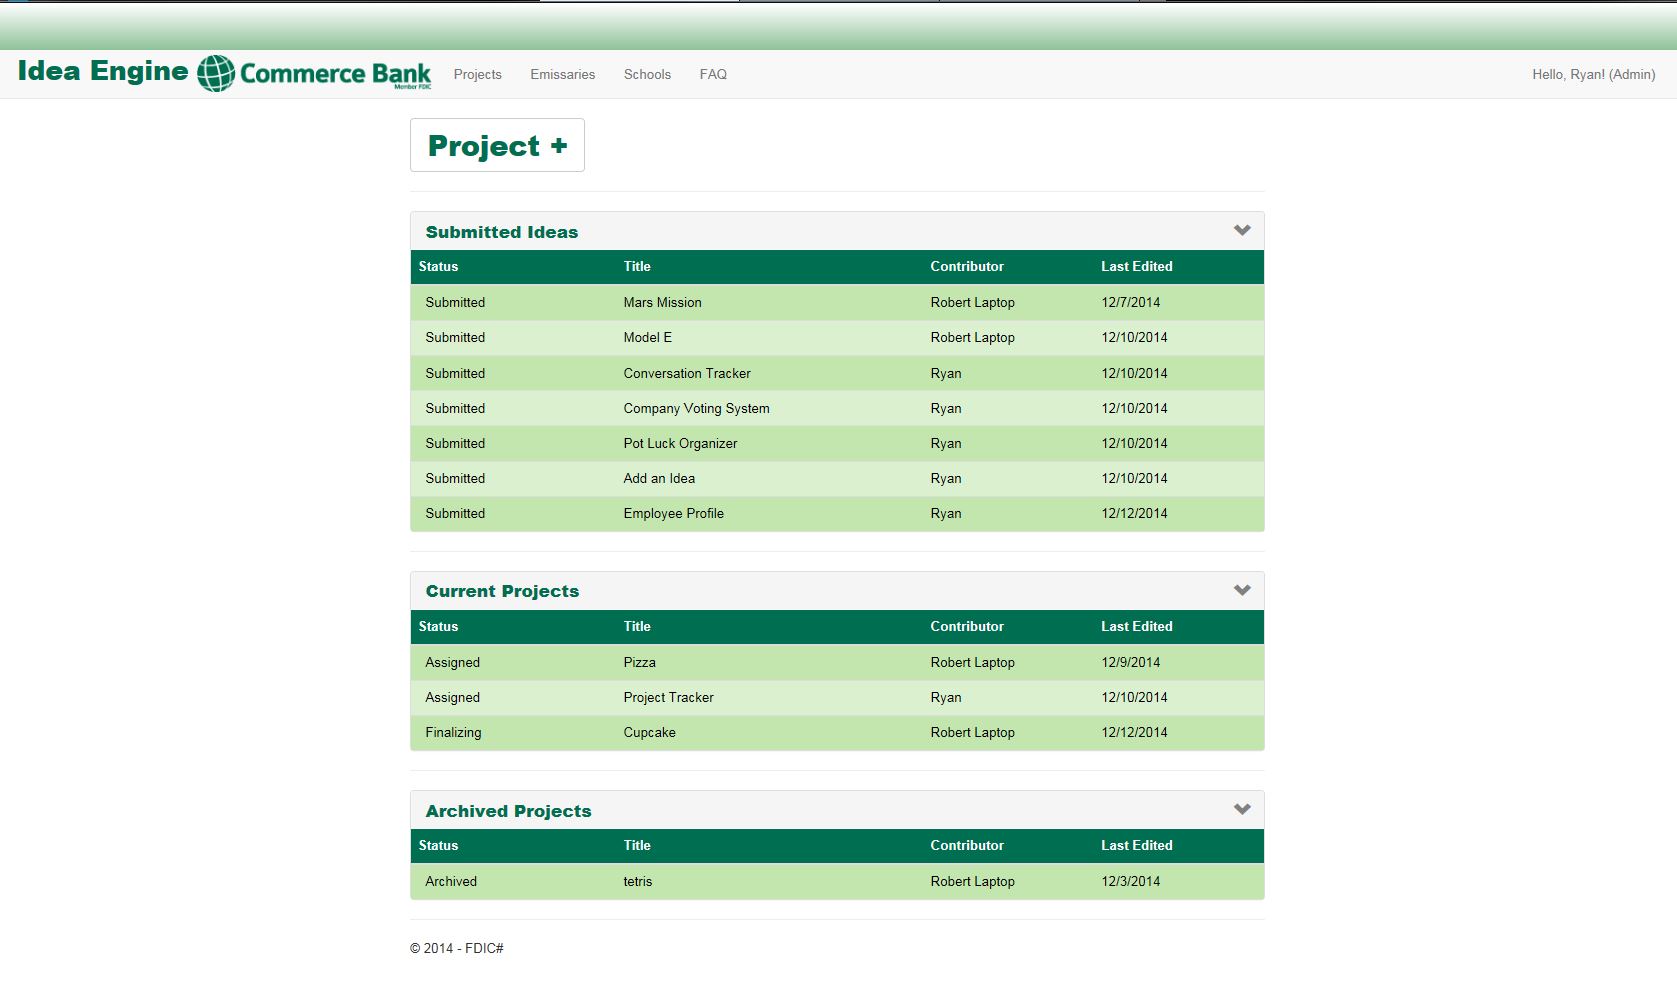 Idea Engine Commerce Bank Projects Emissaries Schools FAQ Hello, Ryan! (Admin)
Member FDIC
Project +
Submitted Ideas
Status Title Contributor Last Edited
Submitted Mars Mission Robert Laptop 12/7/2014
Submitted Model E Robert Laptop 12/10/2014
Submitted Conversation Tracker Ryan 12/10/2014
Submitted Company Voting System Ryan 12/10/2014
Submitted Pot Luck Organizer Ryan 12/10/2014
Submitted Add an Idea Ryan 12/10/2014
Submitted Employee Profile Ryan 12/12/2014
Current Projects
Status Title Contributor Last Edited
Assigned Pizza Robert Laptop 12/9/2014
Assigned Project Tracker Ryan 12/10/2014
Finalizing Cupcake Robert Laptop 12/12/2014
Archived Projects
Status Title Contributor Last Edited
Archived tetris Robert Laptop 12/3/2014
© 2014 - FDIC#